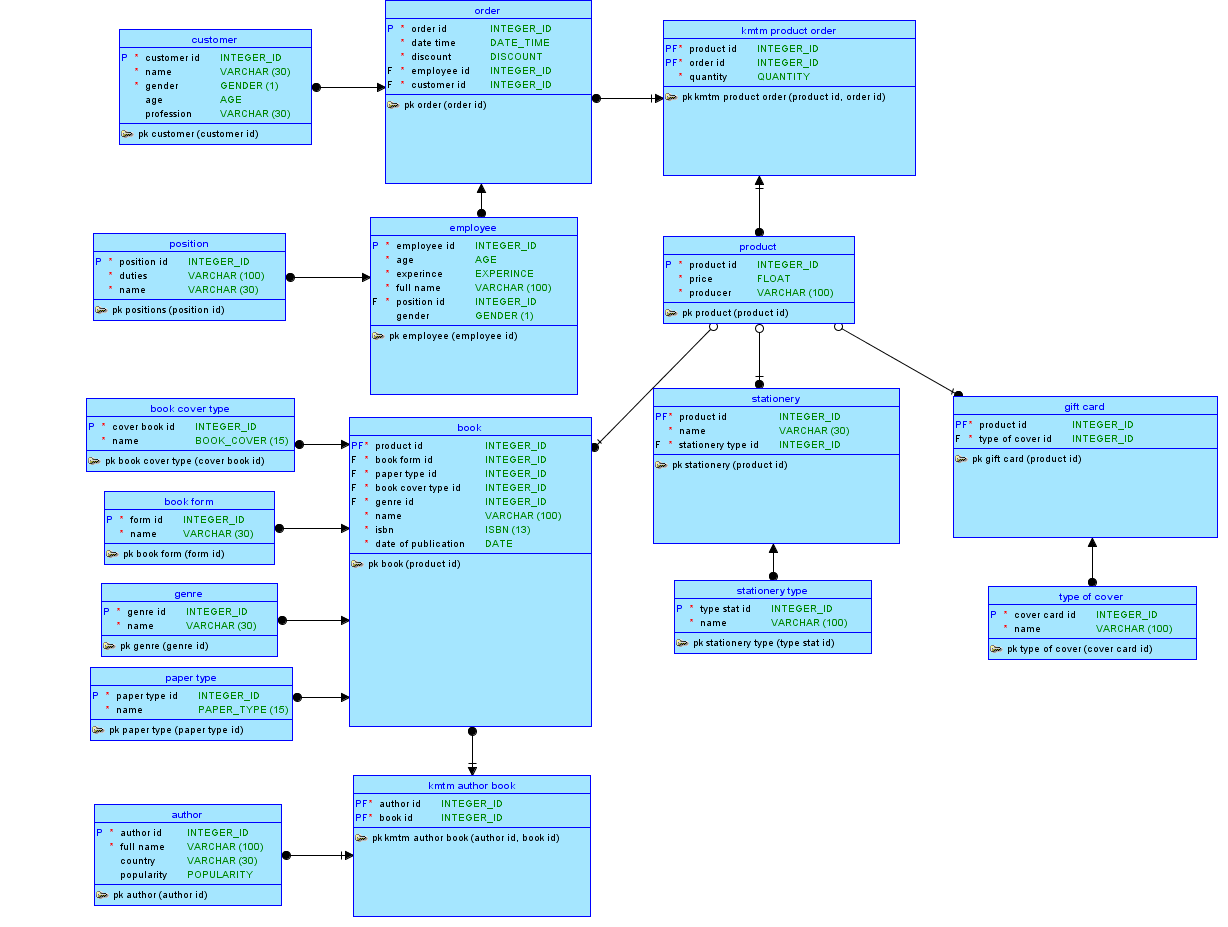 order
P * order id INTEGER_ID
* date time DATE_TIME
* discount DISCOUNT
F * employee id INTEGER_ID
F * customer id INTEGER_ID
pk order (order id)
customer
P * customer id INTEGER_ID
* name VARCHAR (30)
* gender GENDER (1)
age AGE
profession VARCHAR (30)
pk customer (customer id)
kmtm product order
PF* product id INTEGER_ID
PF* order id INTEGER_ID
* quantity QUANTITY
pk kmtm product order (product id, order id)
employee
P * employee id INTEGER_ID
* age AGE
* experince EXPERINCE
* full name VARCHAR (100)
F * position id INTEGER_ID
gender GENDER (1)
pk employee (employee id)
position
P * position id INTEGER_ID
* duties VARCHAR (100)
* name VARCHAR (30)
pk positions (position id)
product
P * product id INTEGER_ID
* price FLOAT
* producer VARCHAR (100)
pk product (product id)
stationery
PF* product id INTEGER_ID
* name VARCHAR (30)
F * stationery type id INTEGER_ID
pk stationery (product id)
gift card
PF* product id INTEGER_ID
F * type of cover id INTEGER_ID
pk gift card (product id)
book cover type
P * cover book id INTEGER_ID
* name BOOK_COVER (15)
pk book cover type (cover book id)
book
PF* product id INTEGER_ID
F * book form id INTEGER_ID
F * paper type id INTEGER_ID
F * book cover type id INTEGER_ID
F * genre id INTEGER_ID
* name VARCHAR (100)
* isbn ISBN (13)
* date of publication DATE
pk book (product id)
book form
P * form id INTEGER_ID
* name VARCHAR (30)
pk book form (form id)
genre
P * genre id INTEGER_ID
* name VARCHAR (30)
pk genre (genre id)
stationery type
P * type stat id INTEGER_ID
* name VARCHAR (100)
pk stationery type (type stat id)
type of cover
P * cover card id INTEGER_ID
* name VARCHAR (100)
pk type of cover (cover card id)
paper type
P * paper type id INTEGER_ID
* name PAPER_TYPE (15)
pk paper type (paper type id)
kmtm author book
PF* author id INTEGER_ID
PF* book id INTEGER_ID
pk kmtm author book (author id, book id)
author
P * author id INTEGER_ID
* full name VARCHAR (100)
country VARCHAR (30)
popularity POPULARITY
pk author (author id)